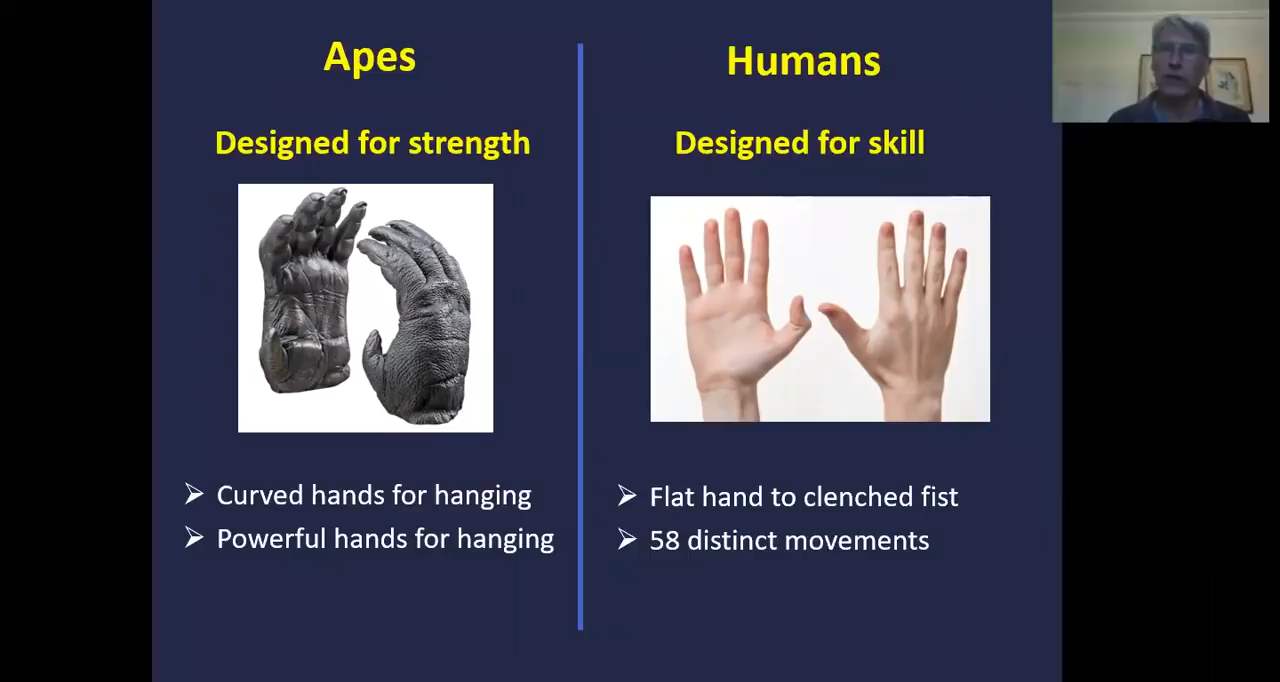 Apes
Designed for strength
➢ Curved hands for hanging
➢ Powerful hands for hanging
Humans
Designed for skill
➢ Flat hand to clenched fist
➢ 58 distinct movements